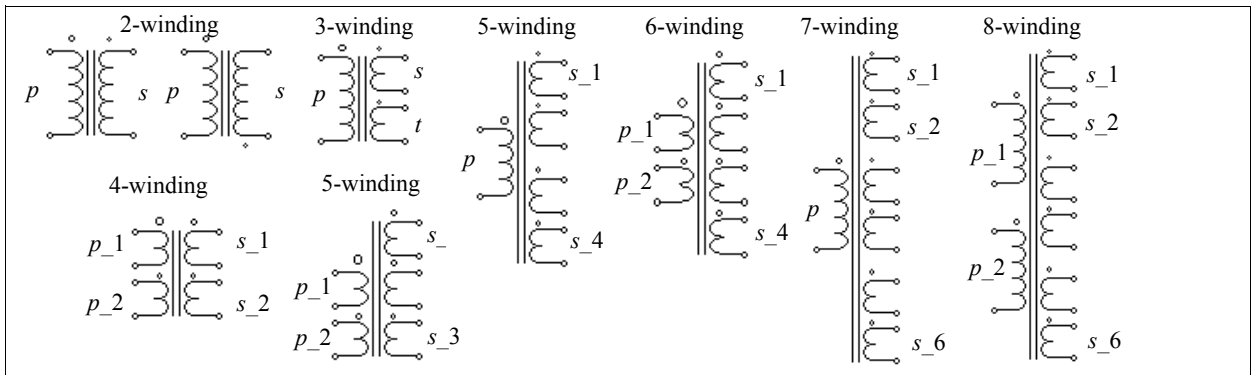 2-winding
p
s
p
s
3-winding
p
s
t
5-winding
p
s_1
s_4
6-winding
p_1
p_2
s_1
s_4
7-winding
p
s_1
s_2
s_6
8-winding
p_1
p_2
s_1
s_2
s_6
4-winding
p_1
p_2
s_1
s_2
5-winding
p_1
p_2
s_
s_3